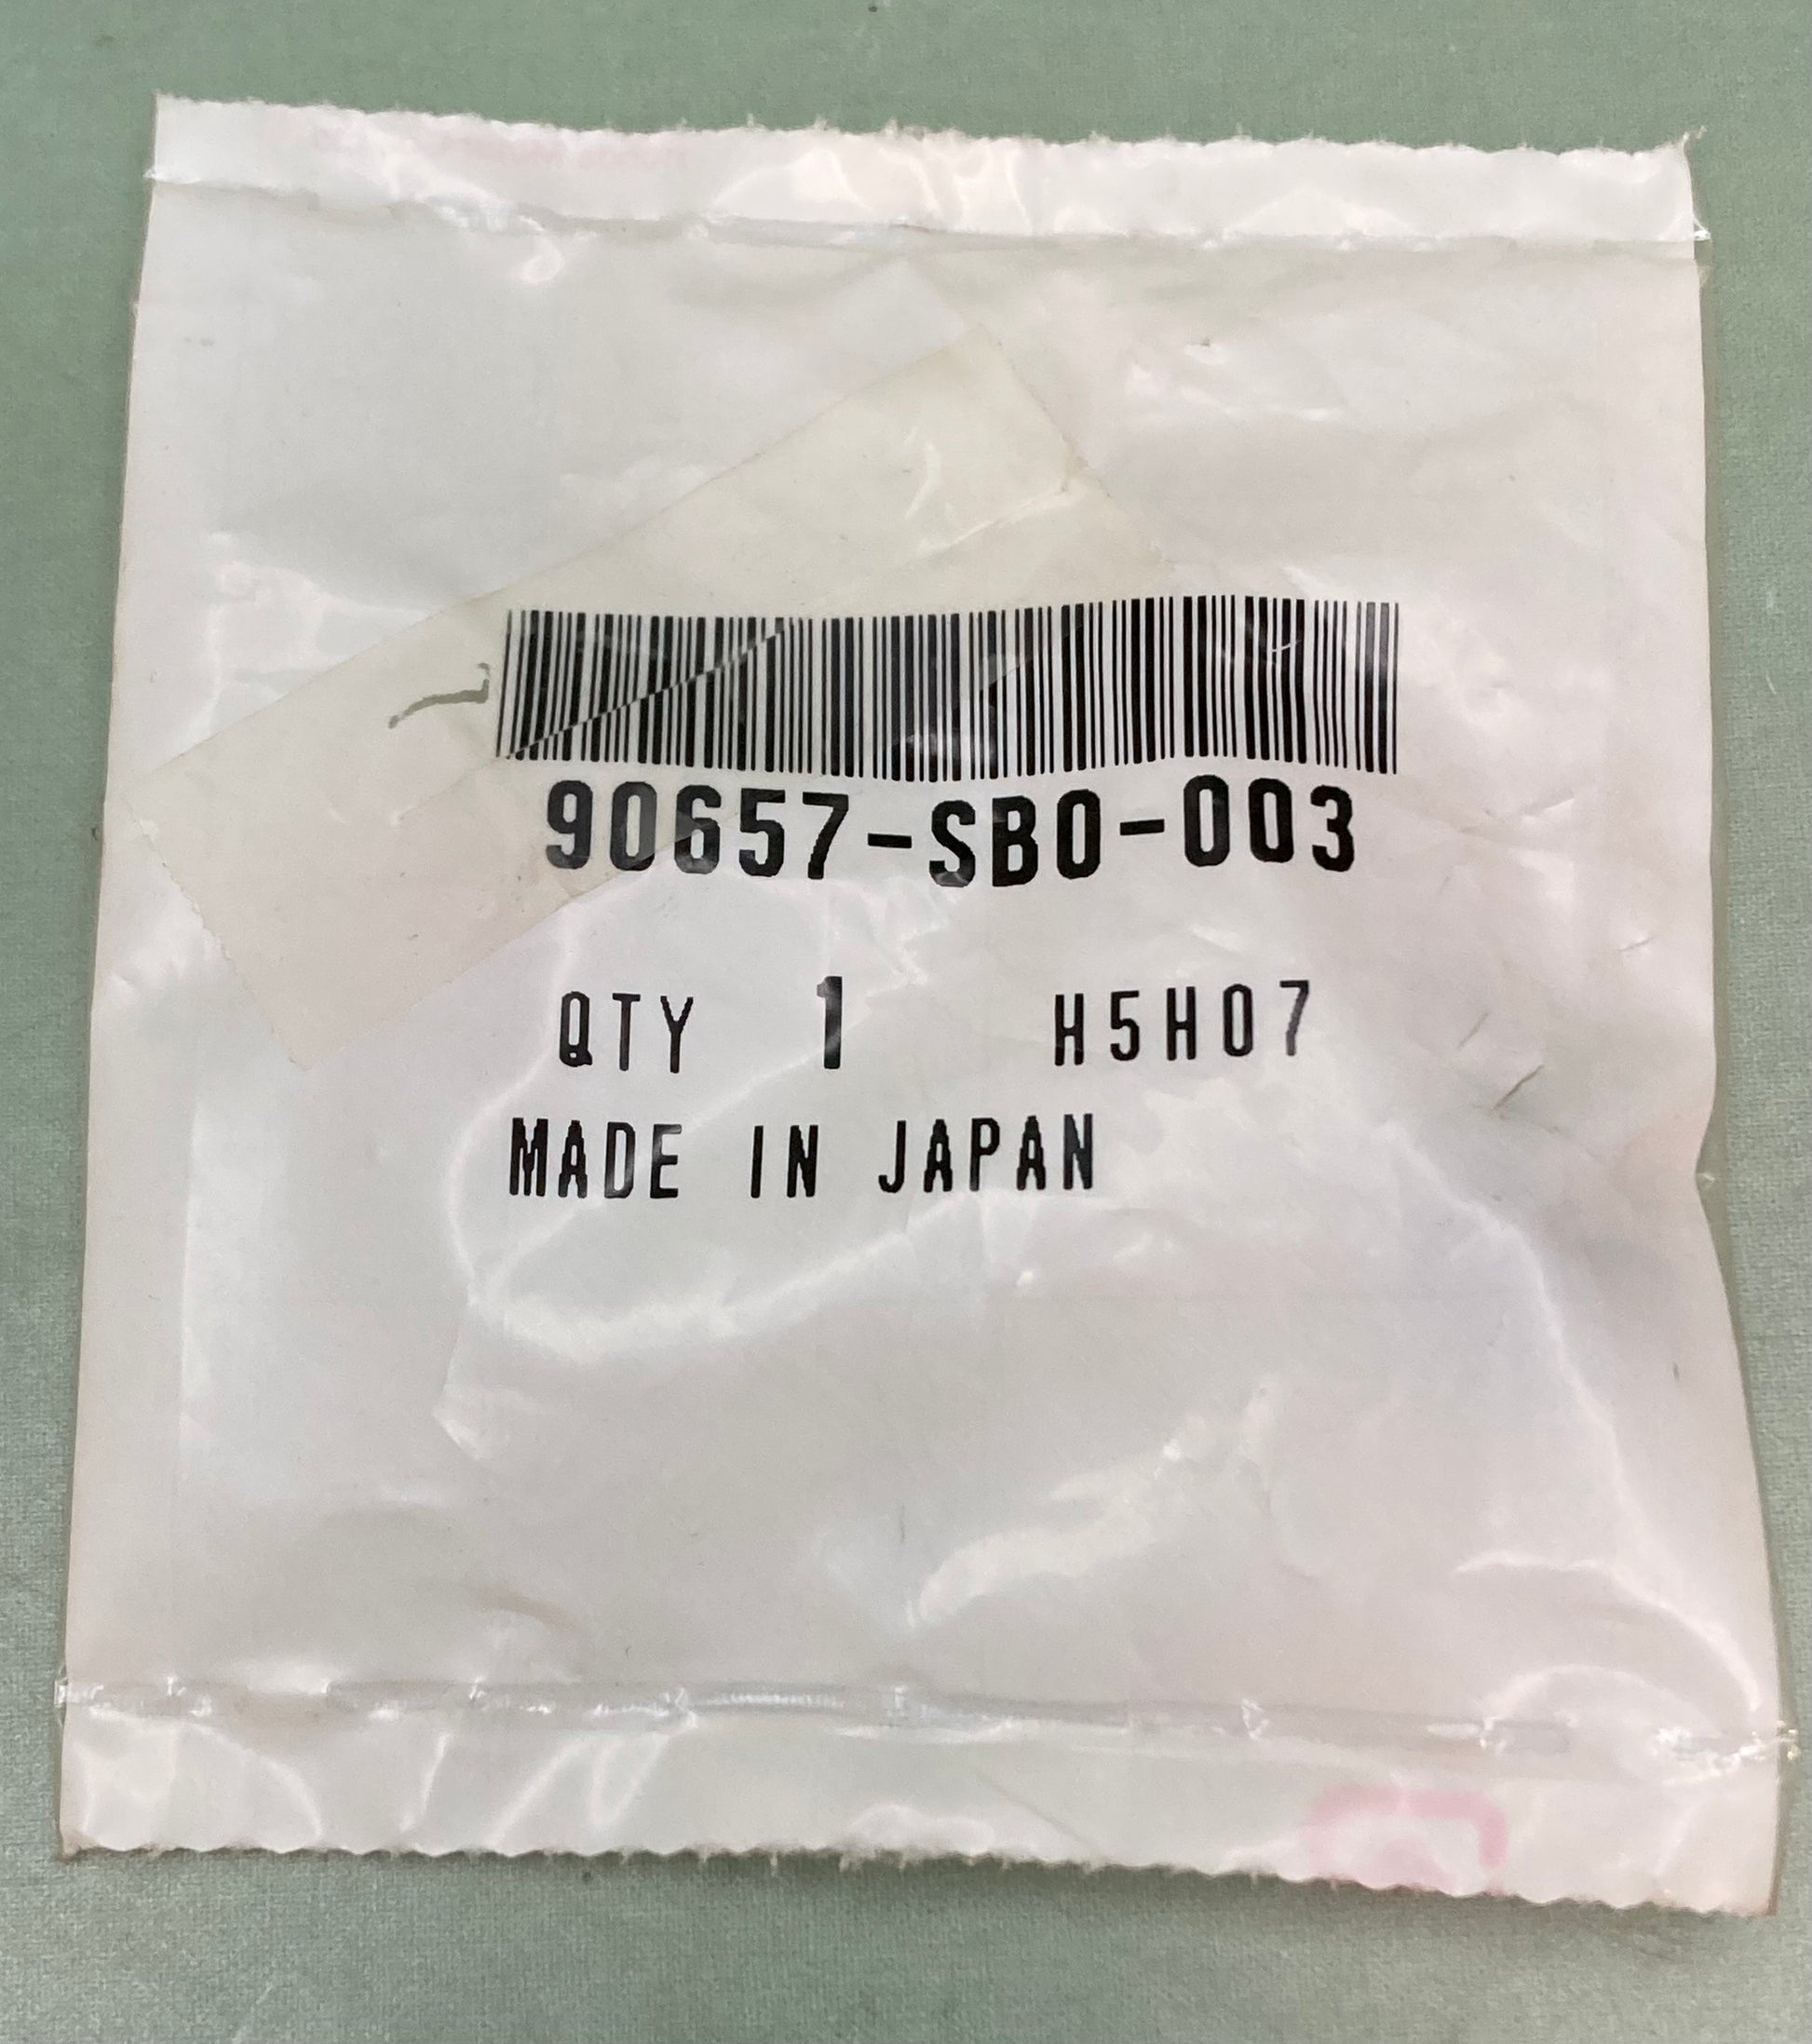 90657-SB0-003
QTY 1 H5H07
MADE IN JAPAN